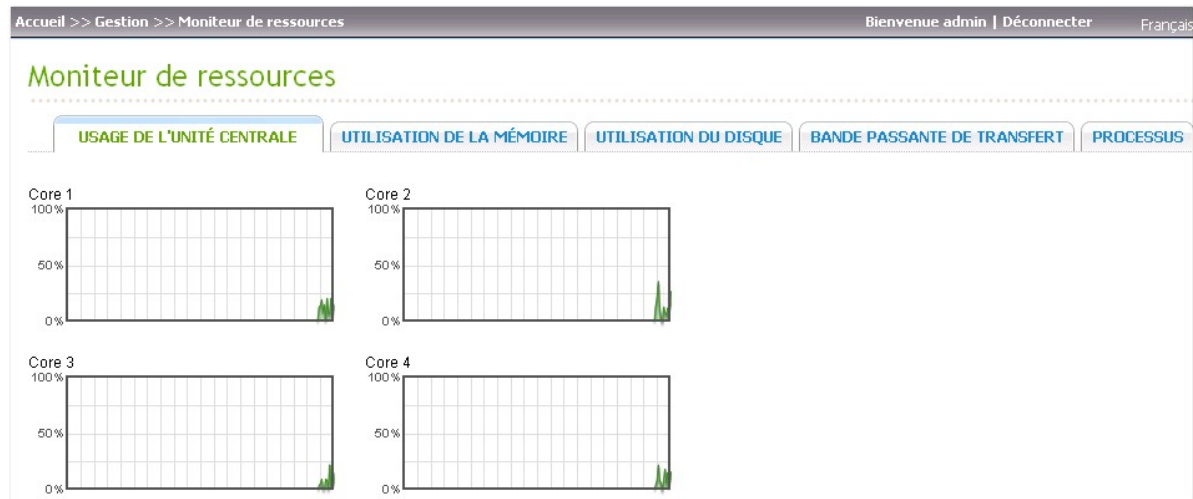 Accueil >> Gestion >> Moniteur de ressources
Bienvenue admin | Déconnecter
Français
Moniteur de ressources
USAGE DE L'UNITÉ CENTRALE
UTILISATION DE LA MÉMOIRE
UTILISATION DU DISQUE
BANDE PASSANTE DE TRANSFERT
PROCESSUS
Core 1
100%
50%
0%
Core 2
100%
50%
0%
Core 3
100%
50%
0%
Core 4
100%
50%
0%